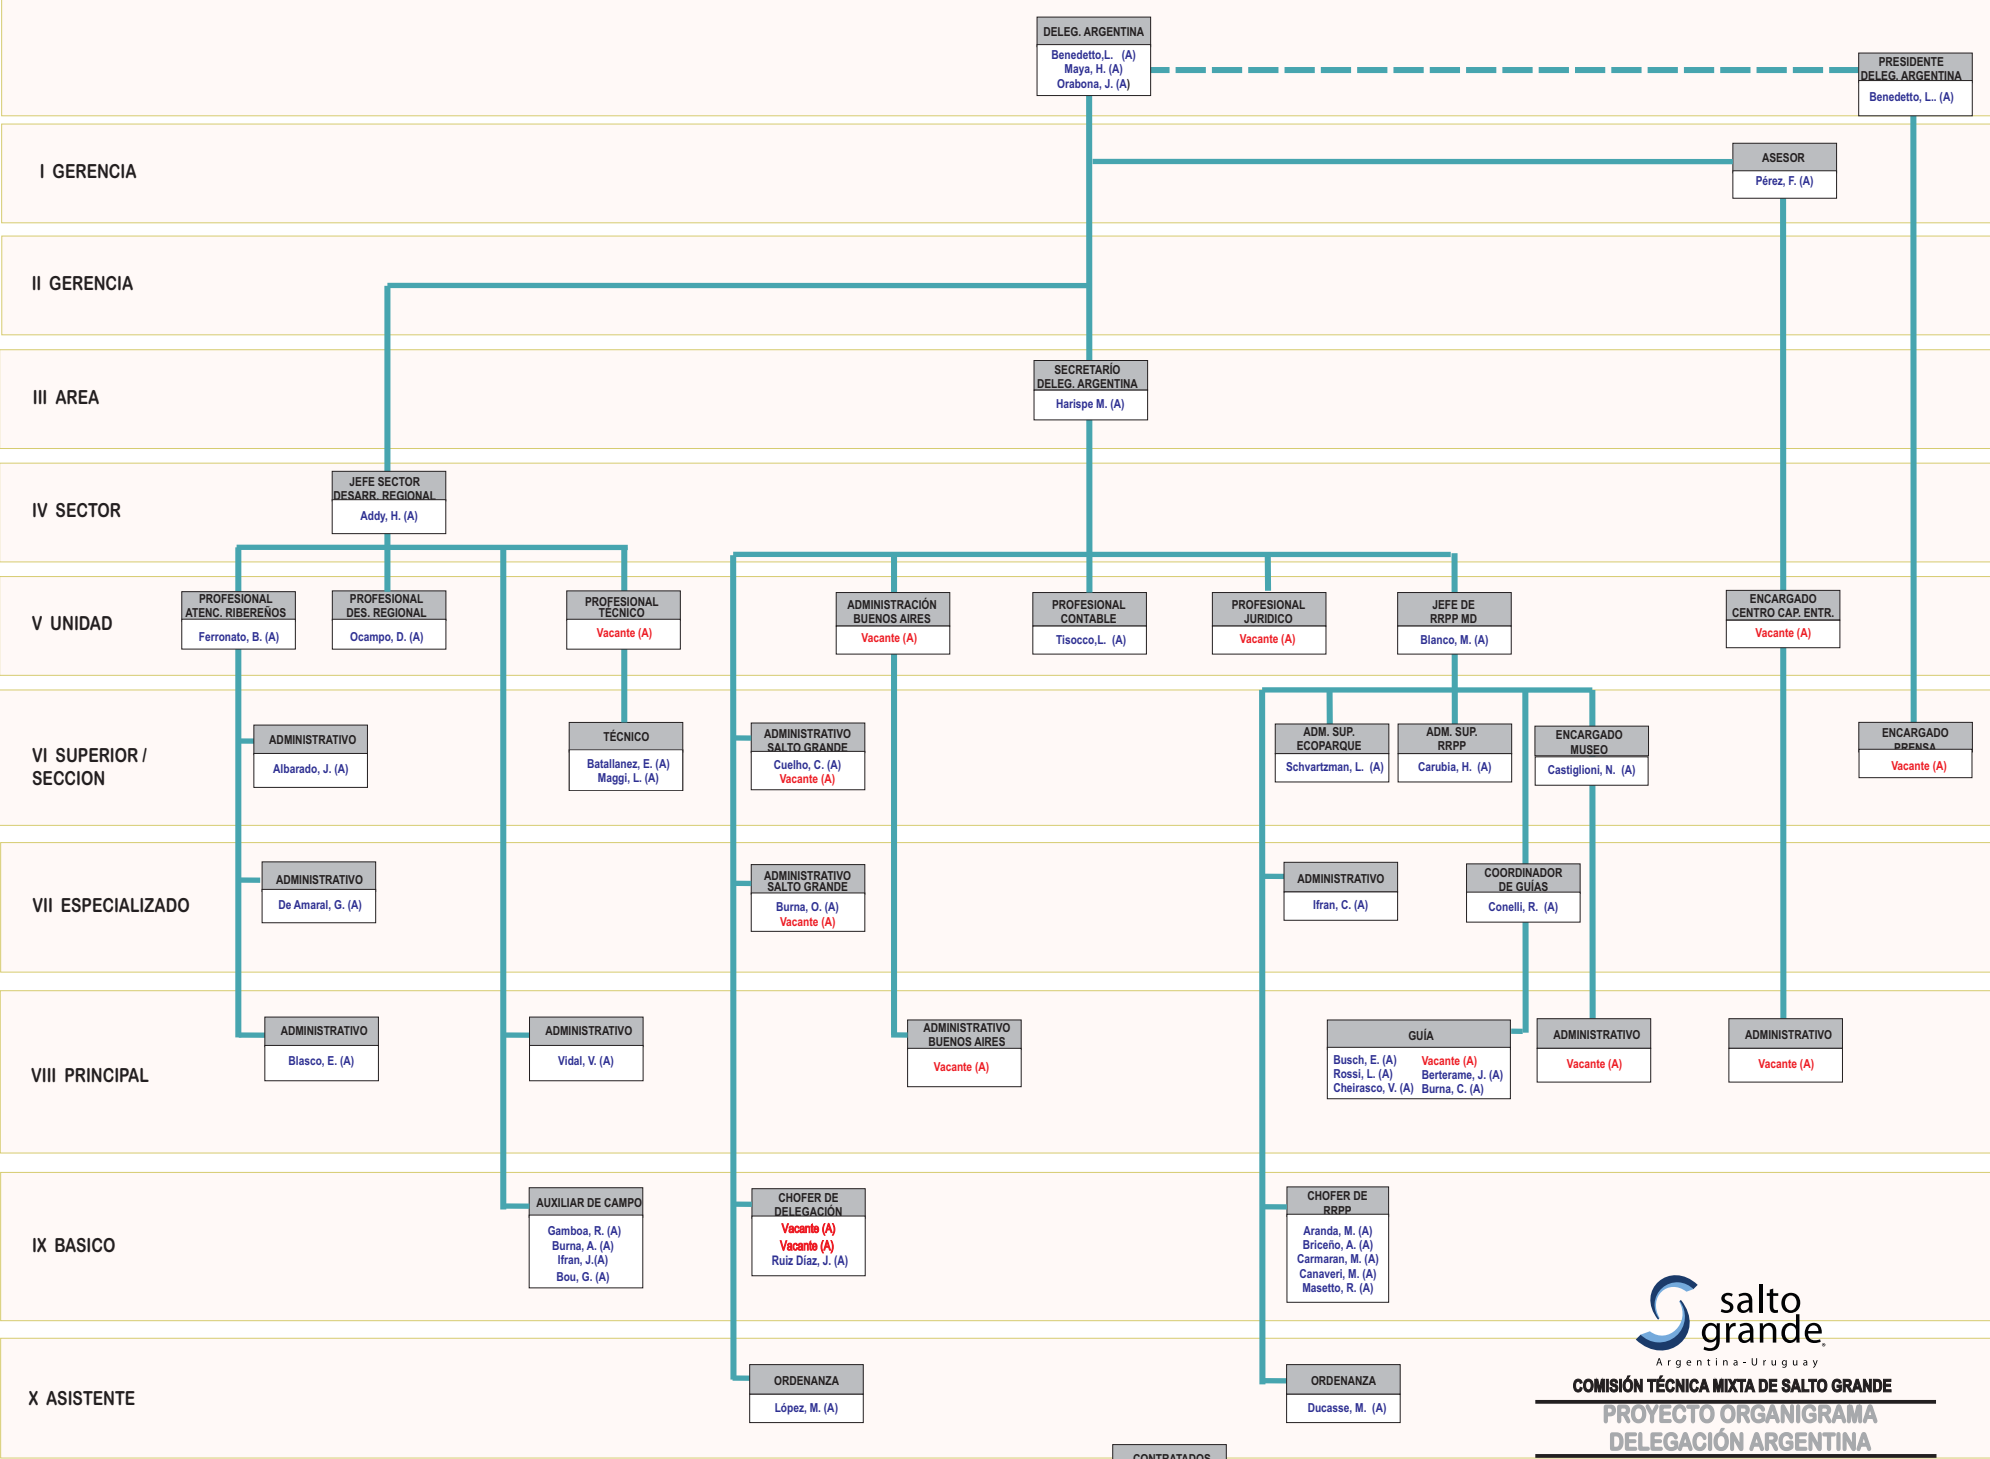 DELEG. ARGENTINA
Benedetto,L. (A)
Maya, H. (A)
Orabona, J. (A)
PRESIDENTE
DELEG. ARGENTINA
Benedetto, L.. (A)
I GERENCIA
ASESOR
Pérez, F. (A)
II GERENCIA
III AREA
SECRETARÍO
DELEG. ARGENTINA
Harispe M. (A)
IV SECTOR
JEFE SECTOR
DESARR. REGIONAL
Addy, H. (A)
V UNIDAD
PROFESIONAL
ATENC. RIBEREÑOS
Ferronato, B. (A)
PROFESIONAL
DES. REGIONAL
Ocampo, D. (A)
PROFESIONAL
TÉCNICO
Vacante (A)
ADMINISTRACIÓN
BUENOS AIRES
Vacante (A)
PROFESIONAL
CONTABLE
Tisocco,L. (A)
PROFESIONAL
JURIDICO
Vacante (A)
JEFE DE
RRPP MD
Blanco, M. (A)
ENCARGADO
CENTRO CAP. ENTR.
Vacante (A)
VI SUPERIOR /
SECCION
ADMINISTRATIVO
Albarado, J. (A)
TÉCNICO
Batallanez, E. (A)
Maggi, L. (A)
ADMINISTRATIVO
SALTO GRANDE
Cuelho, C. (A)
Vacante (A)
ADM. SUP.
ECOPARQUE
Schvartzman, L. (A)
ADM. SUP.
RRPP
Carubia, H. (A)
ENCARGADO
MUSEO
Castiglioni, N. (A)
ENCARGADO
PRENSA
Vacante (A)
VII ESPECIALIZADO
ADMINISTRATIVO
De Amaral, G. (A)
ADMINISTRATIVO
SALTO GRANDE
Burna, O. (A)
Vacante (A)
ADMINISTRATIVO
Ifran, C. (A)
COORDINADOR
DE GUÍAS
Conelli, R. (A)
VIII PRINCIPAL
ADMINISTRATIVO
Blasco, E. (A)
ADMINISTRATIVO
Vidal, V. (A)
ADMINISTRATIVO
BUENOS AIRES
Vacante (A)
GUÍA
Busch, E. (A) Vacante (A)
Rossi, L. (A) Berterame, J. (A)
Cheirasco, V. (A) Burna, C. (A)
ADMINISTRATIVO
Vacante (A)
ADMINISTRATIVO
Vacante (A)
IX BASICO
AUXILIAR DE CAMPO
Gamboa, R. (A)
Burna, A. (A)
Ifran, J.(A)
Bou, G. (A)
CHOFER DE
DELEGACIÓN
Vacante (A)
Vacante (A)
Ruiz Díaz, J. (A)
CHOFER DE
RRPP
Aranda, M. (A)
Briceño, A. (A)
Carmaran, M. (A)
Canaveri, M. (A)
Masetto, R. (A)
X ASISTENTE
ORDENANZA
López, M. (A)
ORDENANZA
Ducasse, M. (A)
CONTRATADOS
salto
grande
Argentina-Uruguay
COMISIÓN TÉCNICA MIXTA DE SALTO GRANDE
PROYECTO ORGANIGRAMA
DELEGACIÓN ARGENTINA